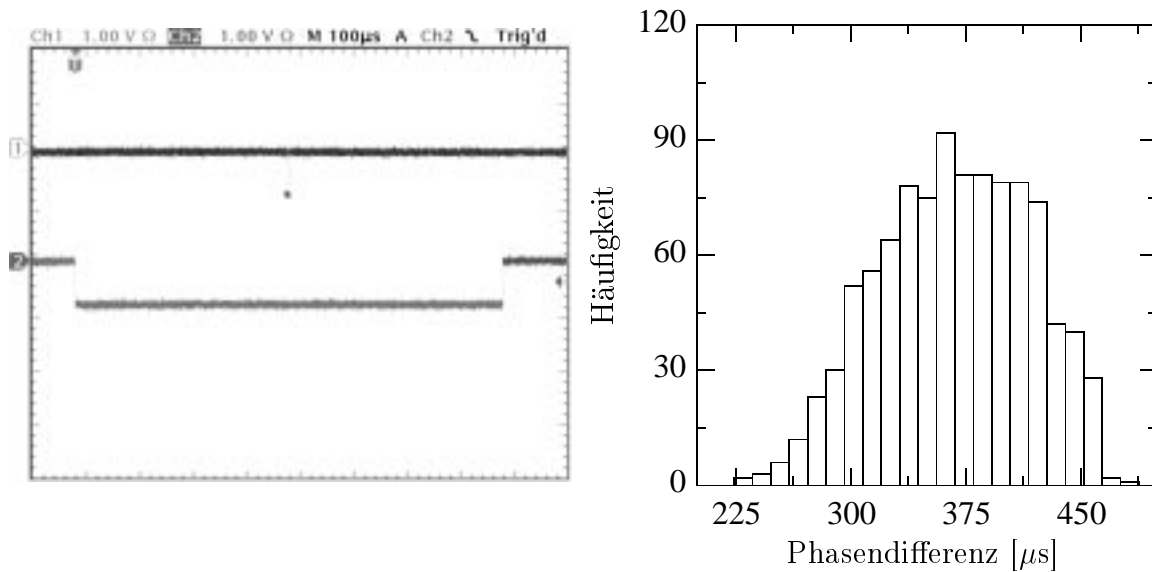 Ch1 1.00 V Ω Ch2 1.00 V Ω M 100µs A Ch2 Trig'd
1
2
120
90
60
30
0
Häufigkeit
225 300 375 450
Phasendifferenz [µs]